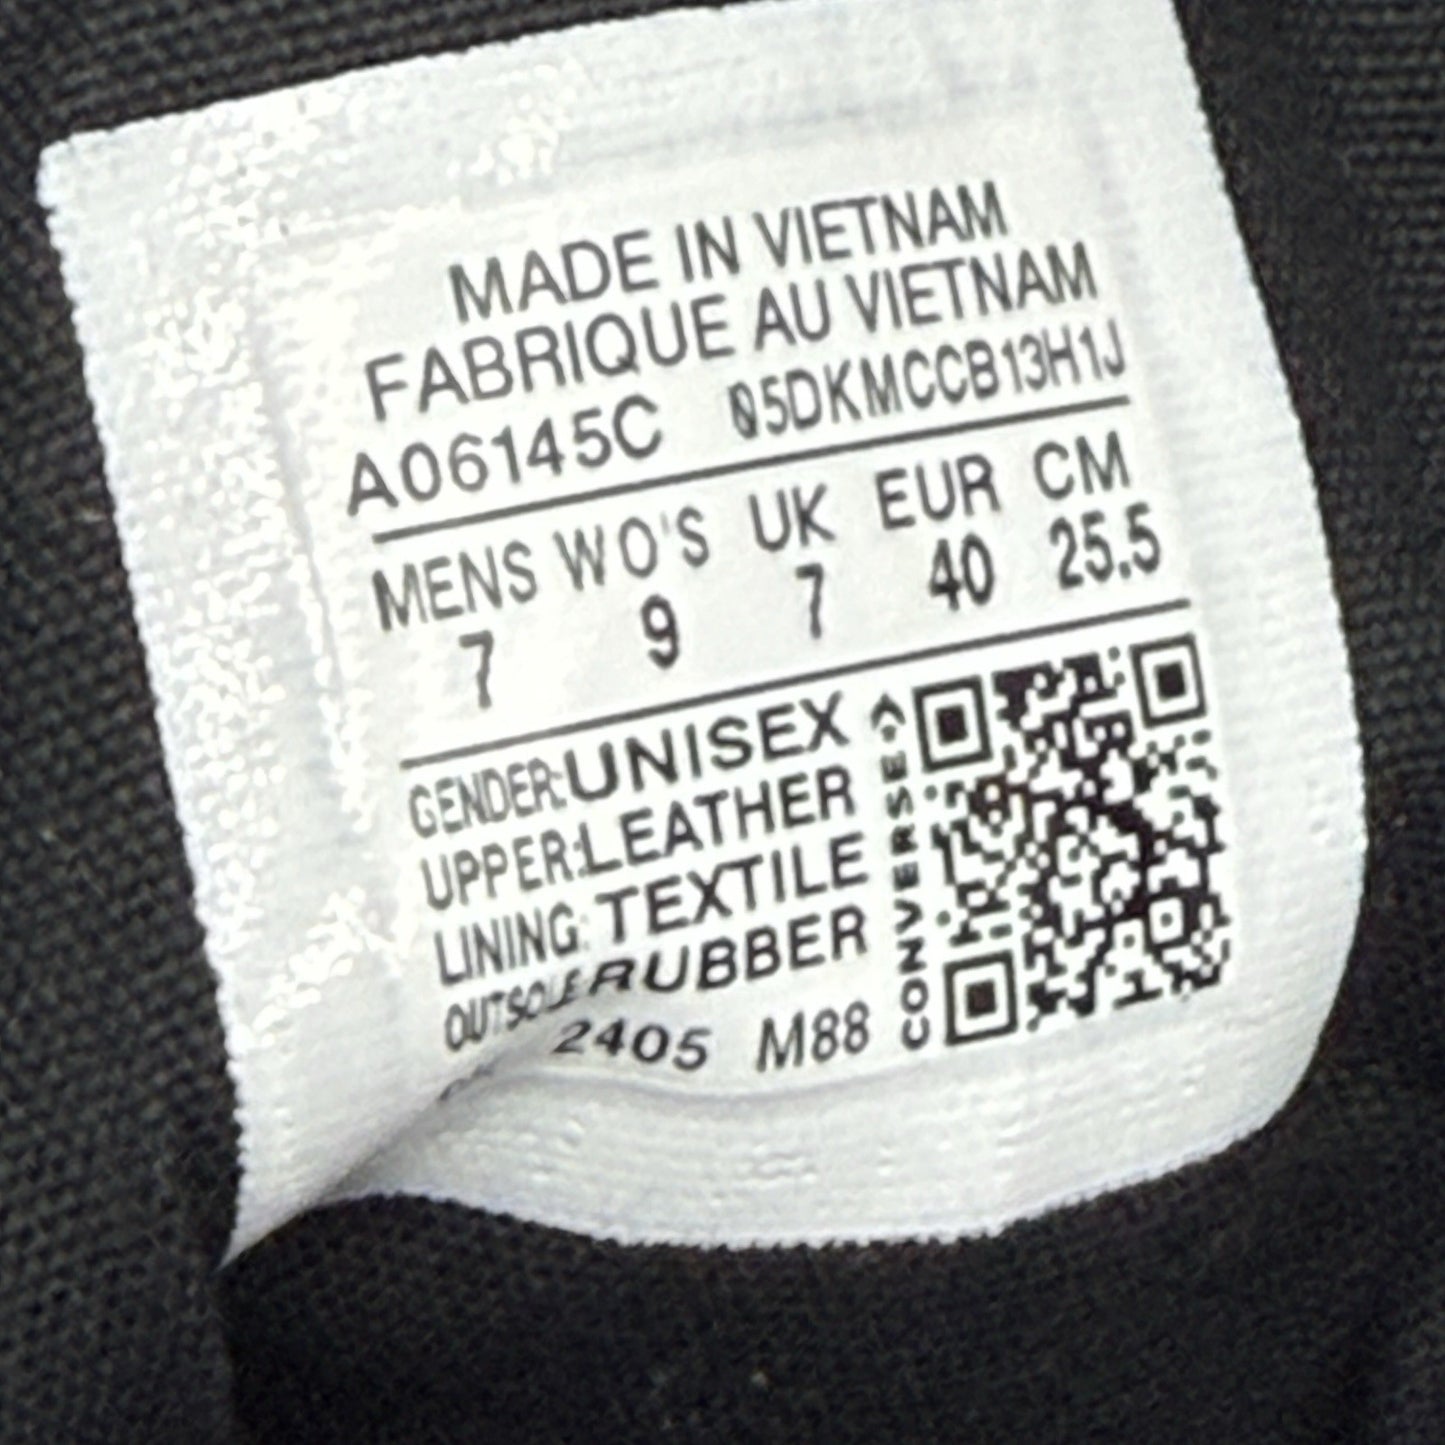 MADE IN VIETNAM
FABRIQUE AU VIETNAM
A06145C 05DKMCCB13H1J
MENS WO'S UK EUR CM
7 9 7 40 25.5
GENDER:UNISEX
UPPER:LEATHER
LINING:TEXTILE
OUTSOLE RUBBER
2405 M88
CONVERSE